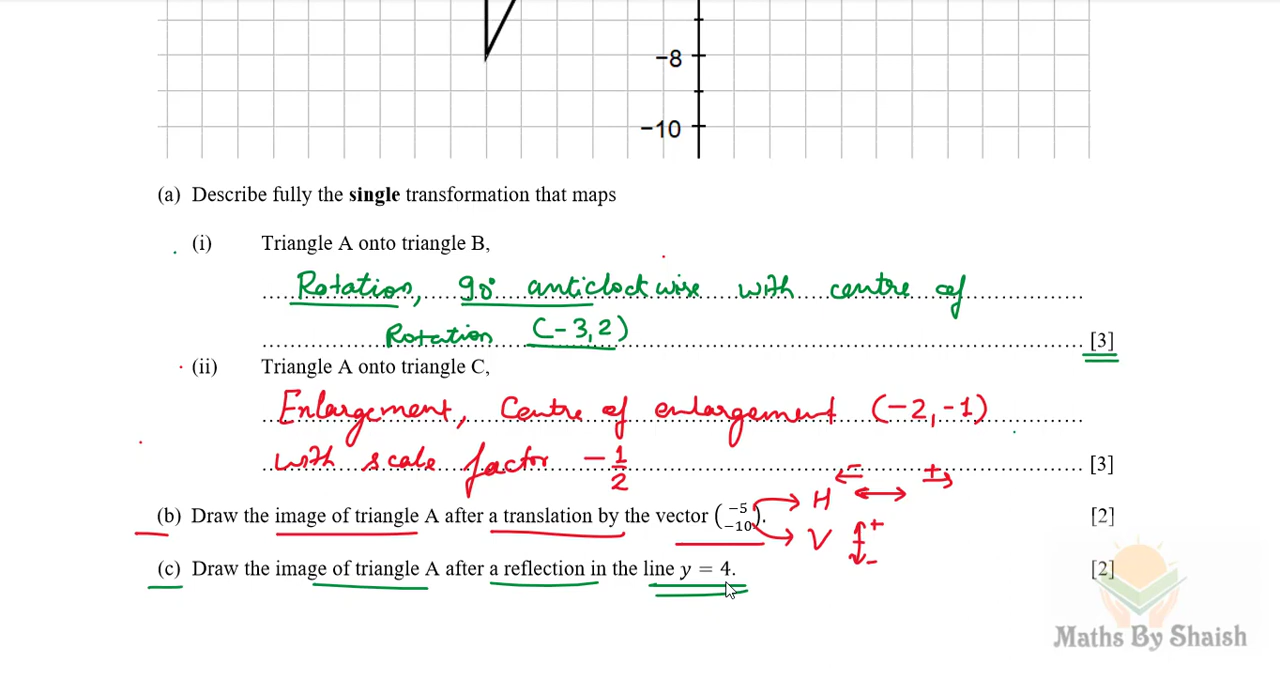 −8
−10
(a) Describe fully the single transformation that maps
(i) Triangle A onto triangle B,
Rotation, 90° anticlockwise with centre of
Rotation (-3,2)
[3]
(ii) Triangle A onto triangle C,
Enlargement, Centre of enlargement (-2,-1)
with scale factor -1/2
[3]
← +→
(b) Draw the image of triangle A after a translation by the vector (−5 −10). [2]
→ H ↔
→ V ↕ + -
(c) Draw the image of triangle A after a reflection in the line y = 4. [2]
Maths By Shaish